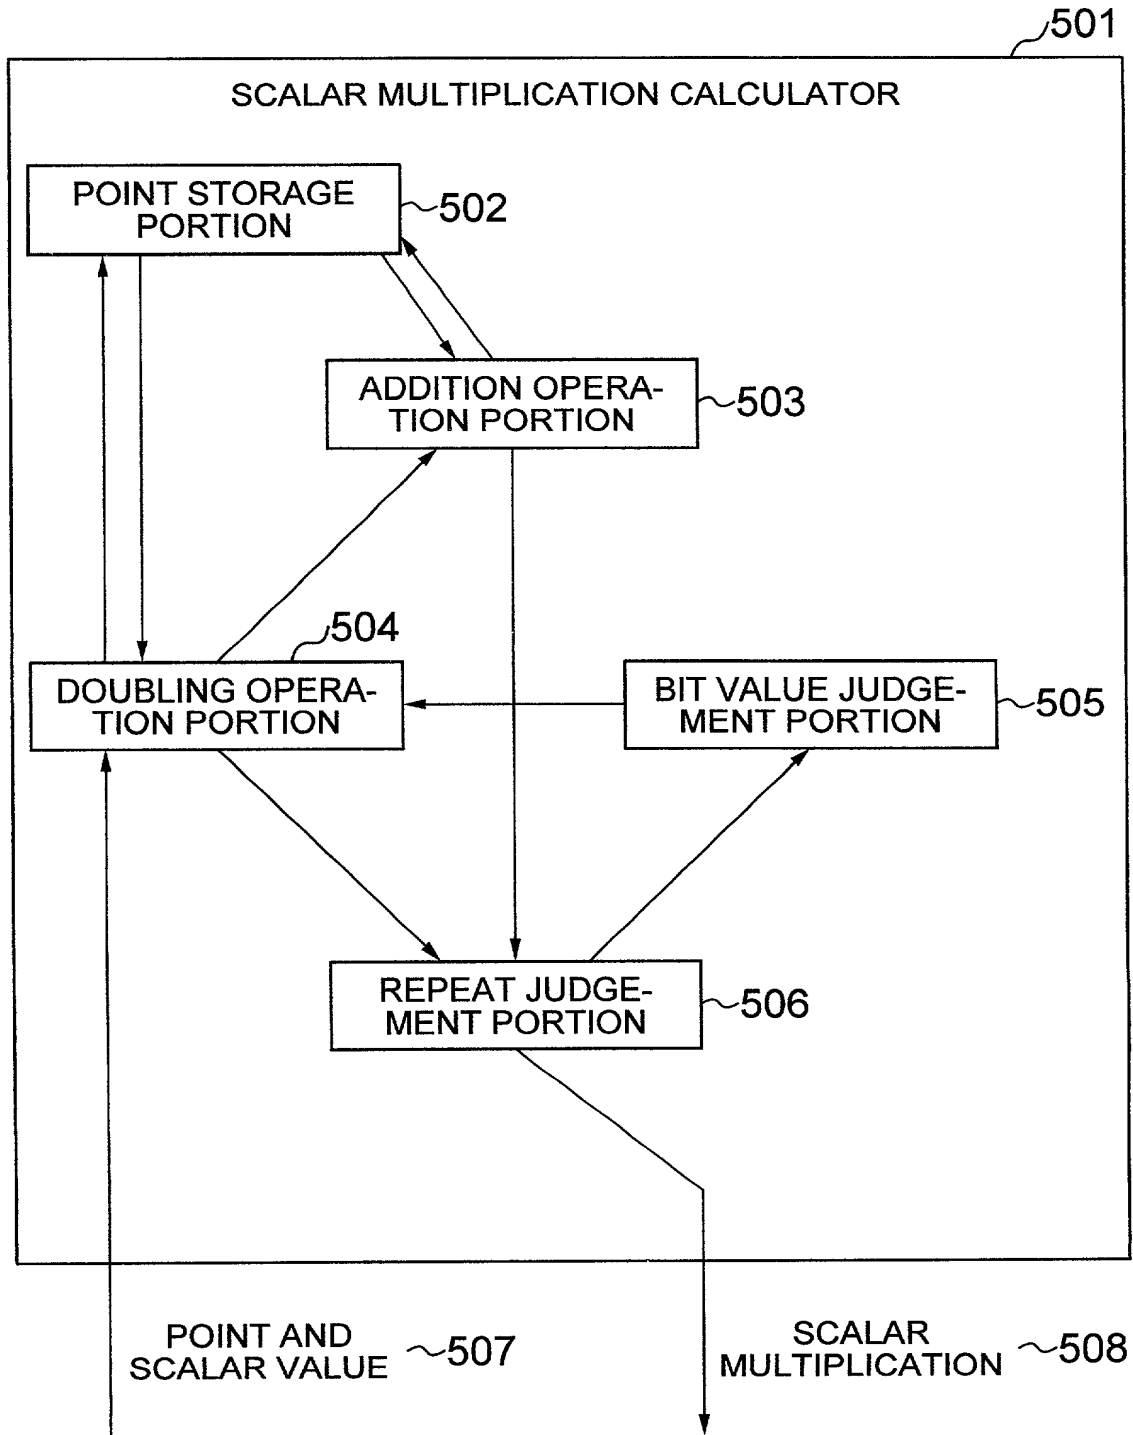 501
SCALAR MULTIPLICATION CALCULATOR
POINT STORAGE
PORTION
502
ADDITION OPERA-
TION PORTION
503
504
DOUBLING OPERA-
TION PORTION
BIT VALUE JUDGE-
MENT PORTION
505
REPEAT JUDGE-
MENT PORTION
506
POINT AND
SCALAR VALUE
507
SCALAR
MULTIPLICATION
508